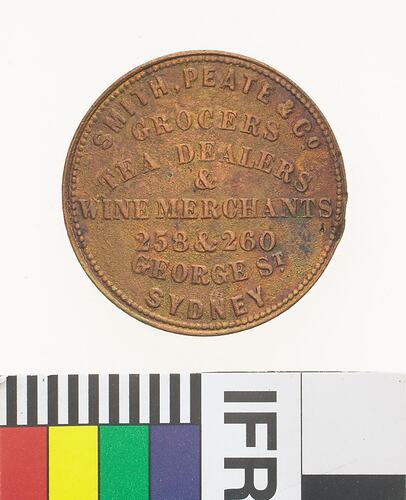 SMITH, PEATE & Co
GROCERS
TEA DEALERS
&
WINE MERCHANTS
258 & 260
GEORGE ST
SYDNEY
IFR